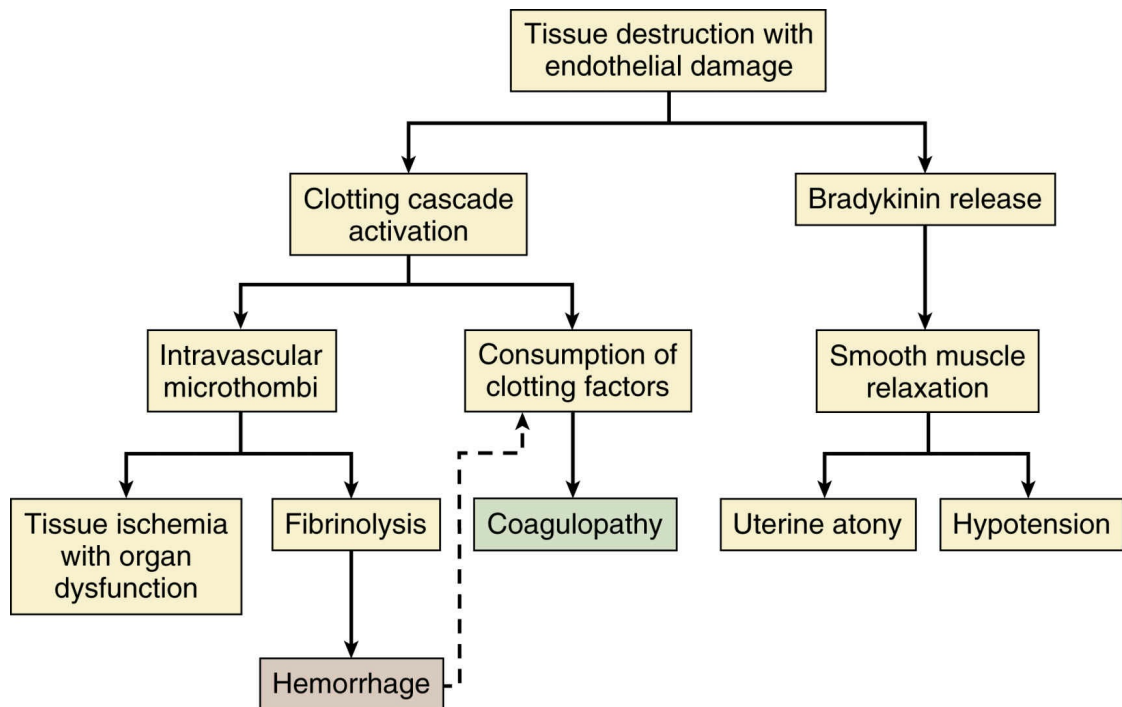 Tissue destruction with
endothelial damage
Clotting cascade
activation
Bradykinin release
Intravascular
microthombi
Consumption of
clotting factors
Smooth muscle
relaxation
Tissue ischemia
with organ
dysfunction
Fibrinolysis
Coagulopathy
Uterine atony
Hypotension
Hemorrhage